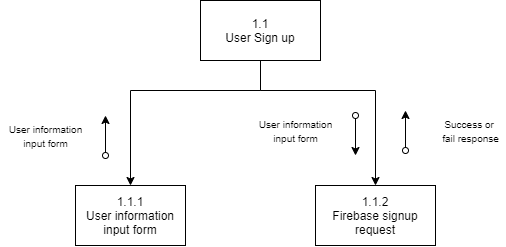 1.1
User Sign up
User information
input form
User information
input form
Success or
fail response
1.1.1
User information
input form
1.1.2
Firebase signup
request